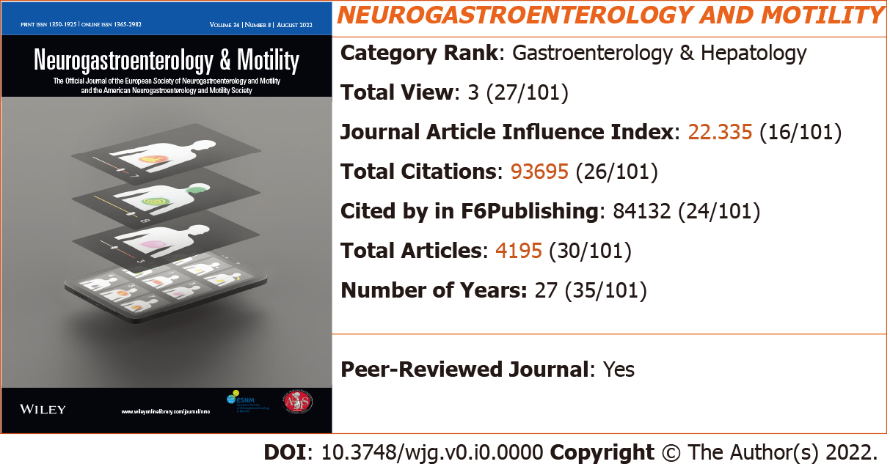 PRINT ISSN 1350-1925 | ONLINE ISSN 1365-2982
VOLUME 34 | NUMBER 8 | AUGUST 2022
Neurogastroenterology & Motility
The Official Journal of the European Society of Neurogastroenterology and Motility
and the American Neurogastroenterology and Motility Society
WILEY
www.wileyonlinelibrary.com/journal/nmo
ESNM
NEUROGASTROENTEROLOGY AND MOTILITY
Category Rank: Gastroenterology & Hepatology
Total View: 3 (27/101)
Journal Article Influence Index: 22.335 (16/101)
Total Citations: 93695 (26/101)
Cited by in F6Publishing: 84132 (24/101)
Total Articles: 4195 (30/101)
Number of Years: 27 (35/101)
Peer-Reviewed Journal: Yes
DOI: 10.3748/wjg.v0.i0.0000 Copyright © The Author(s) 2022.